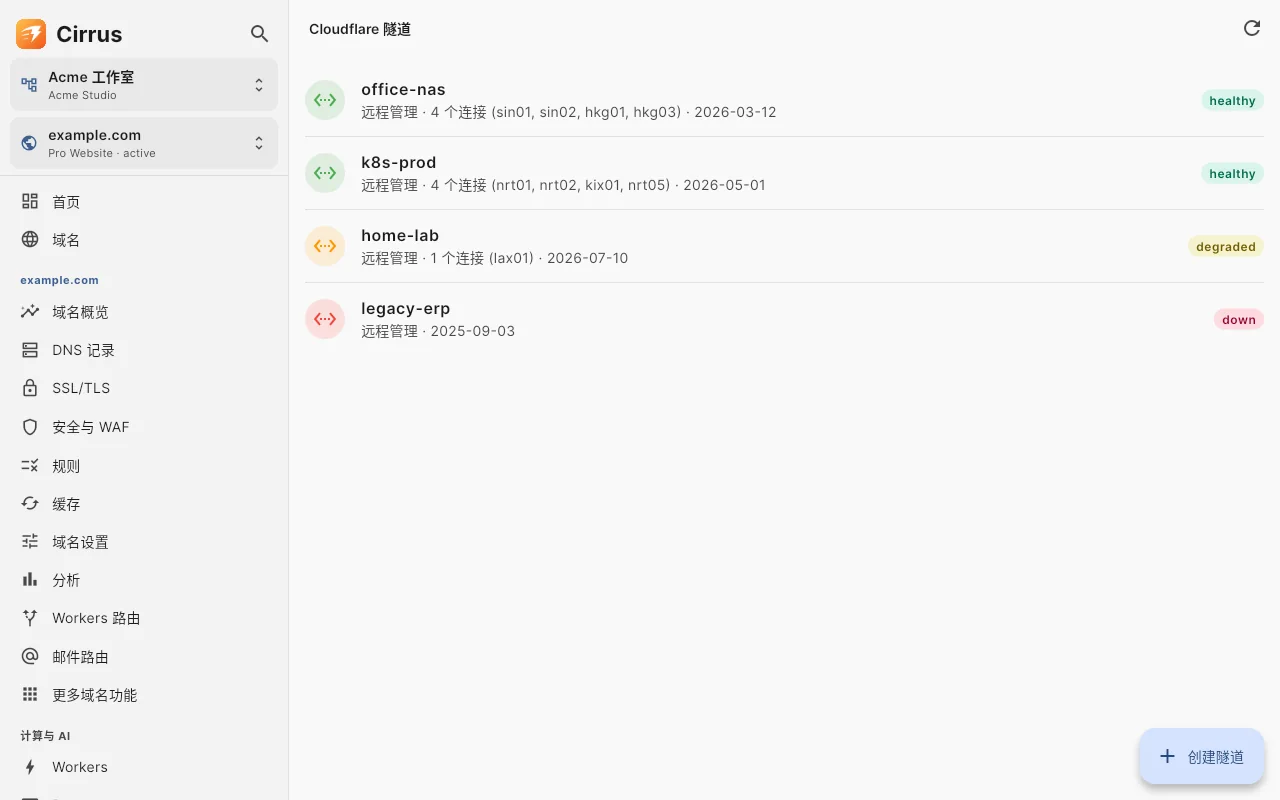 Cirrus
Acme 工作室
Acme Studio
example.com
Pro Website · active
首页
域名
example.com
域名概览
DNS 记录
SSL/TLS
安全与 WAF
规则
缓存
域名设置
分析
Workers 路由
邮件路由
更多域名功能
计算与 AI
Workers
Cloudflare 隧道
office-nas
远程管理 · 4 个连接 (sin01, sin02, hkg01, hkg03) · 2026-03-12
healthy
k8s-prod
远程管理 · 4 个连接 (nrt01, nrt02, kix01, nrt05) · 2026-05-01
healthy
home-lab
远程管理 · 1 个连接 (lax01) · 2026-07-10
degraded
legacy-erp
远程管理 · 2025-09-03
down
创建隧道